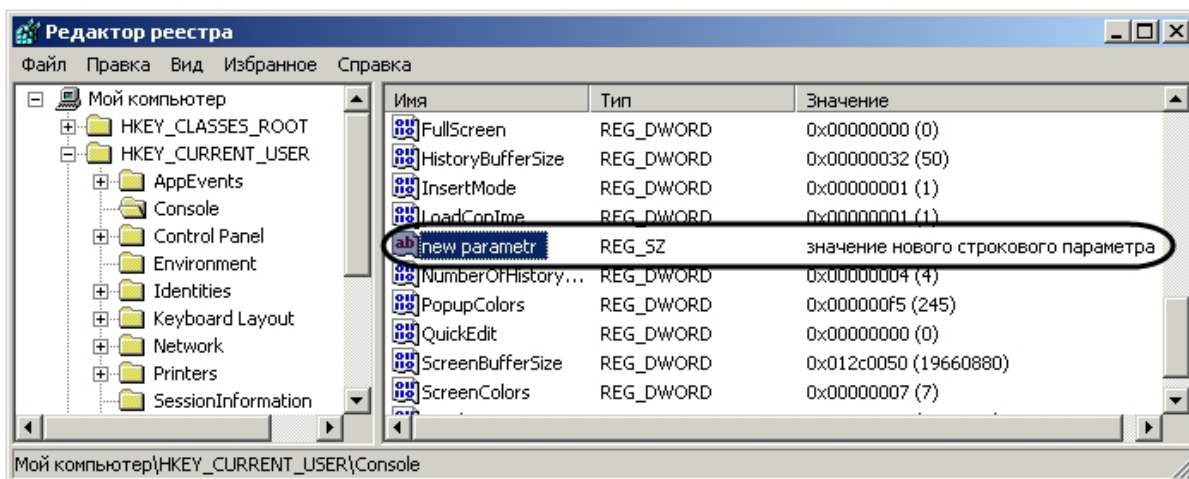 Редактор реестра
Файл Правка Вид Избранное Справка
Мой компьютер
HKEY_CLASSES_ROOT
HKEY_CURRENT_USER
AppEvents
Console
Control Panel
Environment
Identities
Keyboard Layout
Network
Printers
SessionInformation
Имя Тип Значение
FullScreen REG_DWORD 0x00000000 (0)
HistoryBufferSize REG_DWORD 0x00000032 (50)
InsertMode REG_DWORD 0x00000001 (1)
LoadConIme REG_DWORD 0x00000001 (1)
new parametr REG_SZ значение нового строкового параметра
NumberOfHistory... REG_DWORD 0x00000004 (4)
PopupColors REG_DWORD 0x000000f5 (245)
QuickEdit REG_DWORD 0x00000000 (0)
ScreenBufferSize REG_DWORD 0x012c0050 (19660880)
ScreenColors REG_DWORD 0x00000007 (7)
Мой компьютер\HKEY_CURRENT_USER\Console